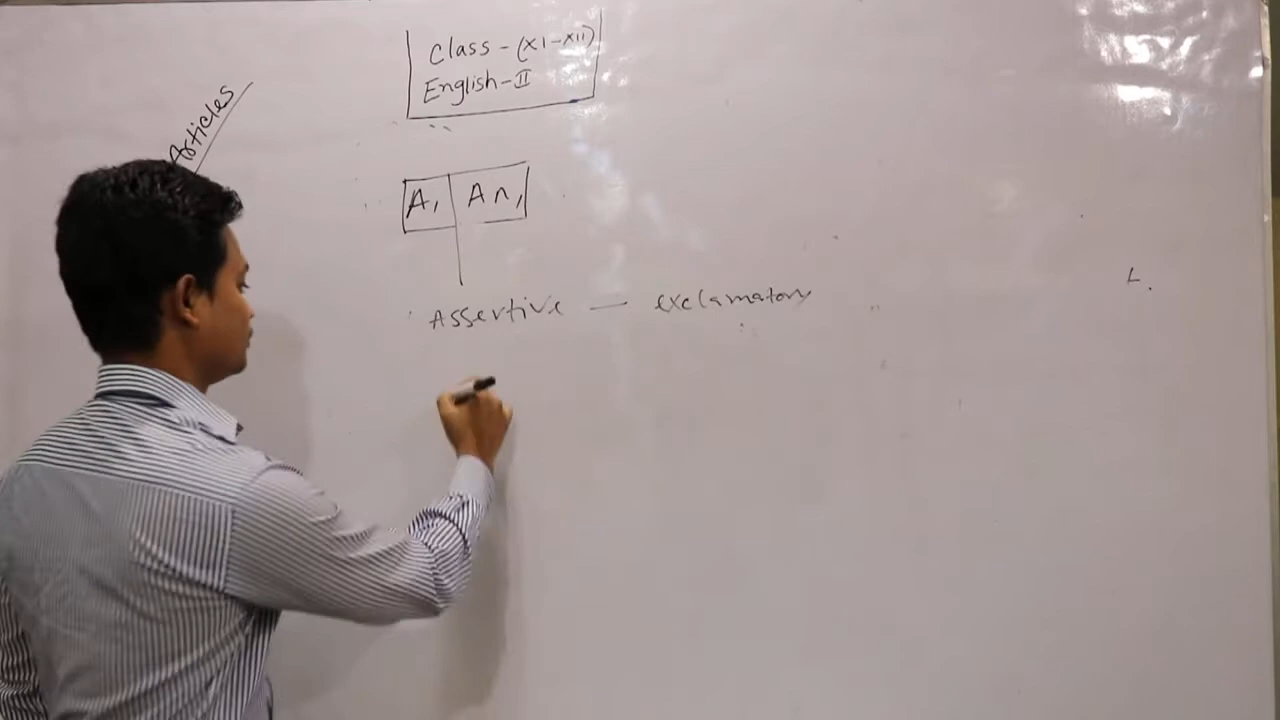 Class - (XI-XII)
English - II
Articles
A, An,
Assertive — exclamatory